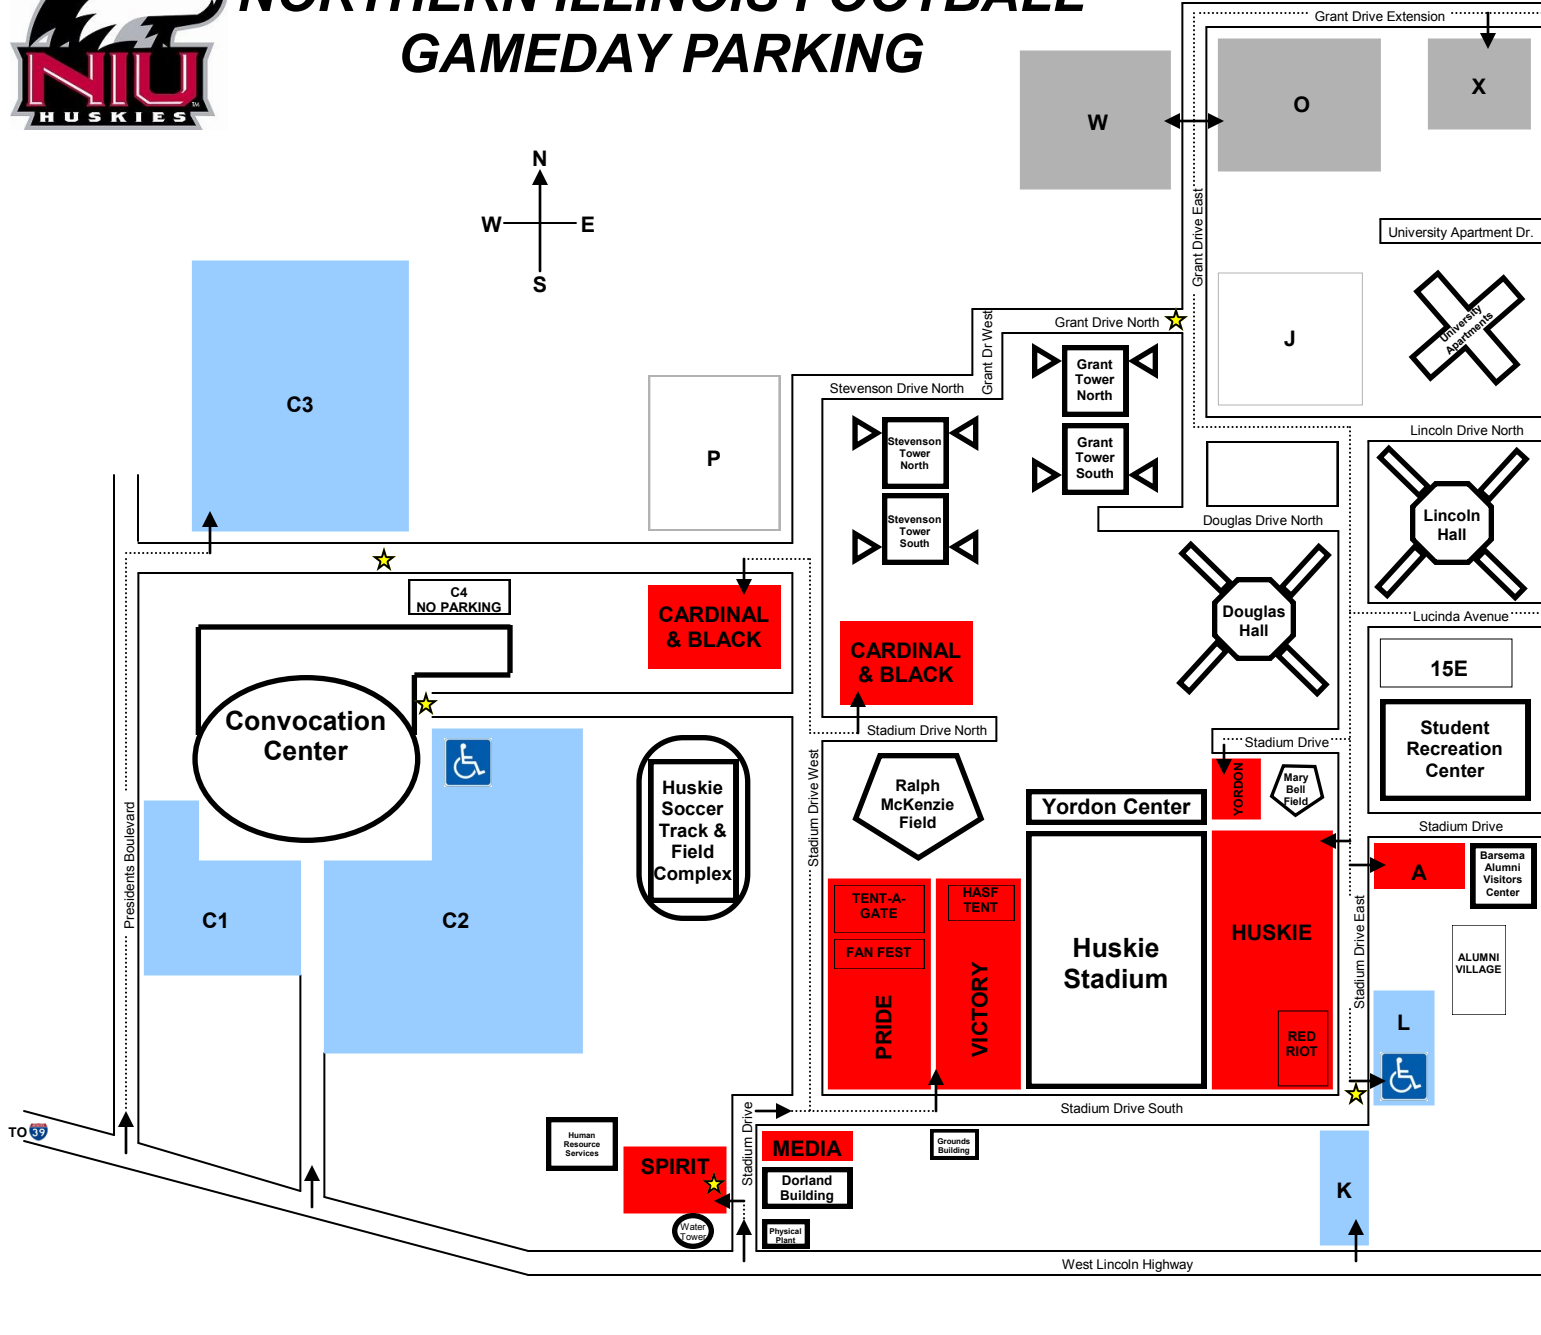 NORTHERN ILLINOIS FOOTBALL
GAMEDAY PARKING
NIU
HUSKIES
TM
Grant Drive Extension
X
O
W
N
W
E
S
Grant Drive East
University Apartment Dr.
University
Apartments
J
C3
Grant Drive North
Grant Dr West
Stevenson Drive North
Grant
Tower
North
Grant
Tower
South
Stevenson
Tower
North
Stevenson
Tower
South
P
Lincoln Drive North
Lincoln
Hall
Douglas Drive North
Douglas
Hall
C4
NO PARKING
CARDINAL
& BLACK
CARDINAL
& BLACK
Lucinda Avenue
15E
Student
Recreation
Center
Convocation
Center
Stadium Drive North
Stadium Drive
YORDON
Mary
Bell
Field
Huskie
Soccer
Track &
Field
Complex
Stadium Drive West
Ralph
McKenzie
Field
Yordon Center
Stadium Drive
A
Barsema
Alumni
Visitors
Center
Presidents Boulevard
C1
C2
TENT-A-
GATE
FAN FEST
PRIDE
HASF
TENT
VICTORY
Huskie
Stadium
HUSKIE
RED
RIOT
Stadium Drive East
ALUMNI
VILLAGE
L
Stadium Drive South
TO
39
Human
Resource
Services
SPIRIT
Stadium Drive
MEDIA
Dorland
Building
Grounds
Building
Water
Tower
Physical
Plant
K
West Lincoln Highway